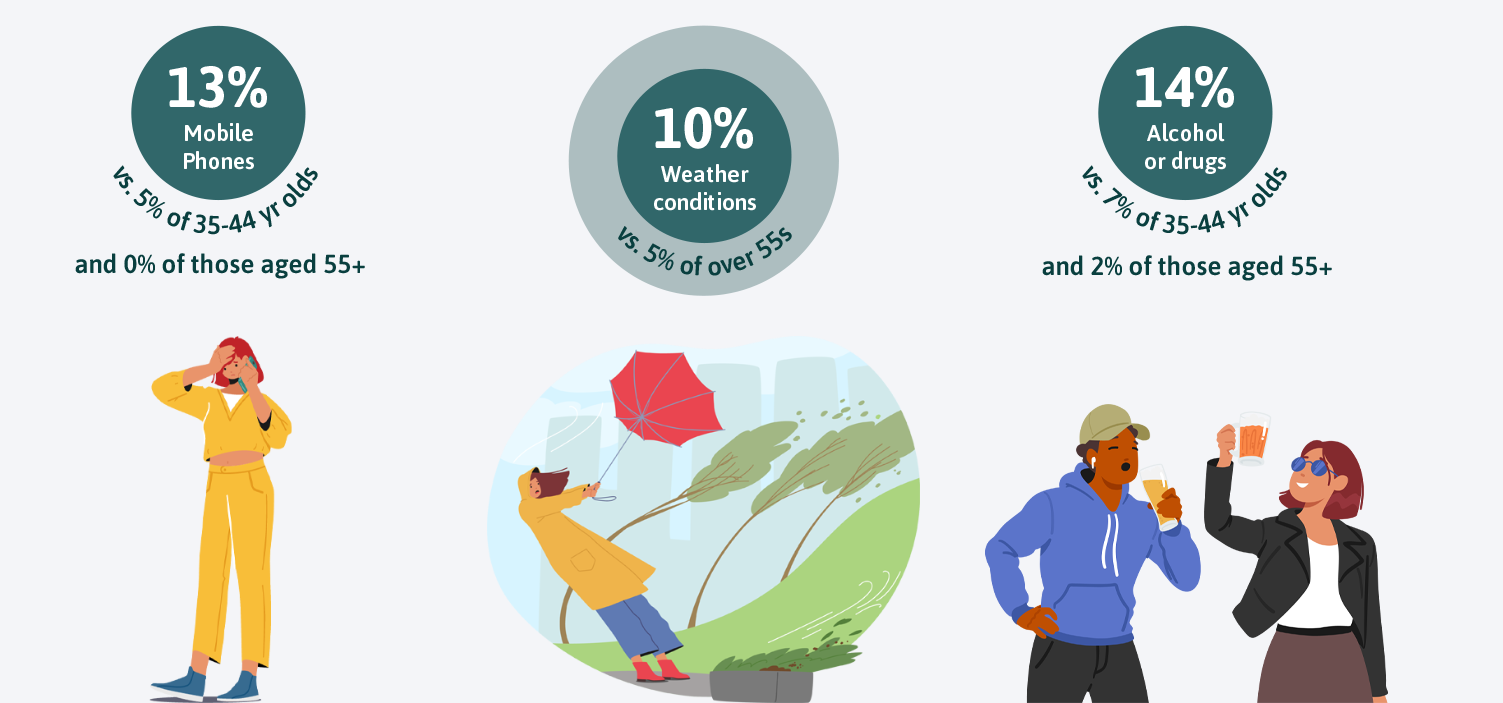 13%
Mobile
Phones
vs. 5% of 35-44 yr olds
and 0% of those aged 55+
10%
Weather
conditions
vs. 5% of over 55s
14%
Alcohol
or drugs
vs. 7% of 35-44 yr olds
and 2% of those aged 55+